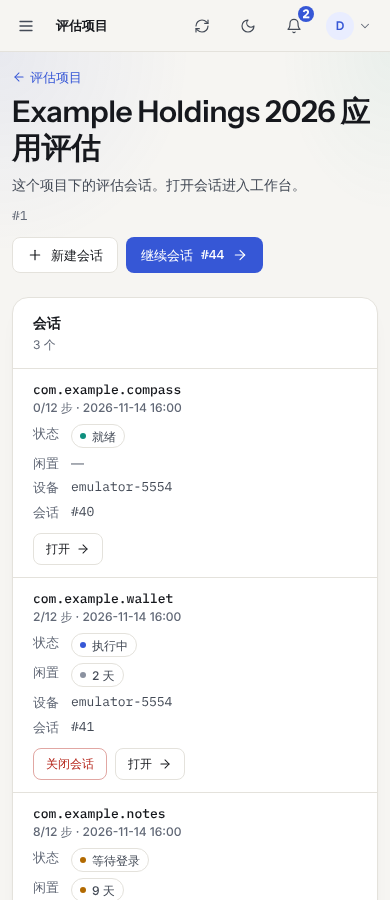 评估项目
2
D
评估项目
Example Holdings 2026 应
用评估
这个项目下的评估会话。打开会话进入工作台。
#1
新建会话
继续会话 #44
会话
3 个
com.example.compass
0/12 步 · 2026-11-14 16:00
状态 就绪
闲置 —
设备 emulator-5554
会话 #40
打开
com.example.wallet
2/12 步 · 2026-11-14 16:00
状态 执行中
闲置 2 天
设备 emulator-5554
会话 #41
关闭会话 打开
com.example.notes
8/12 步 · 2026-11-14 16:00
状态 等待登录
闲置 9 天